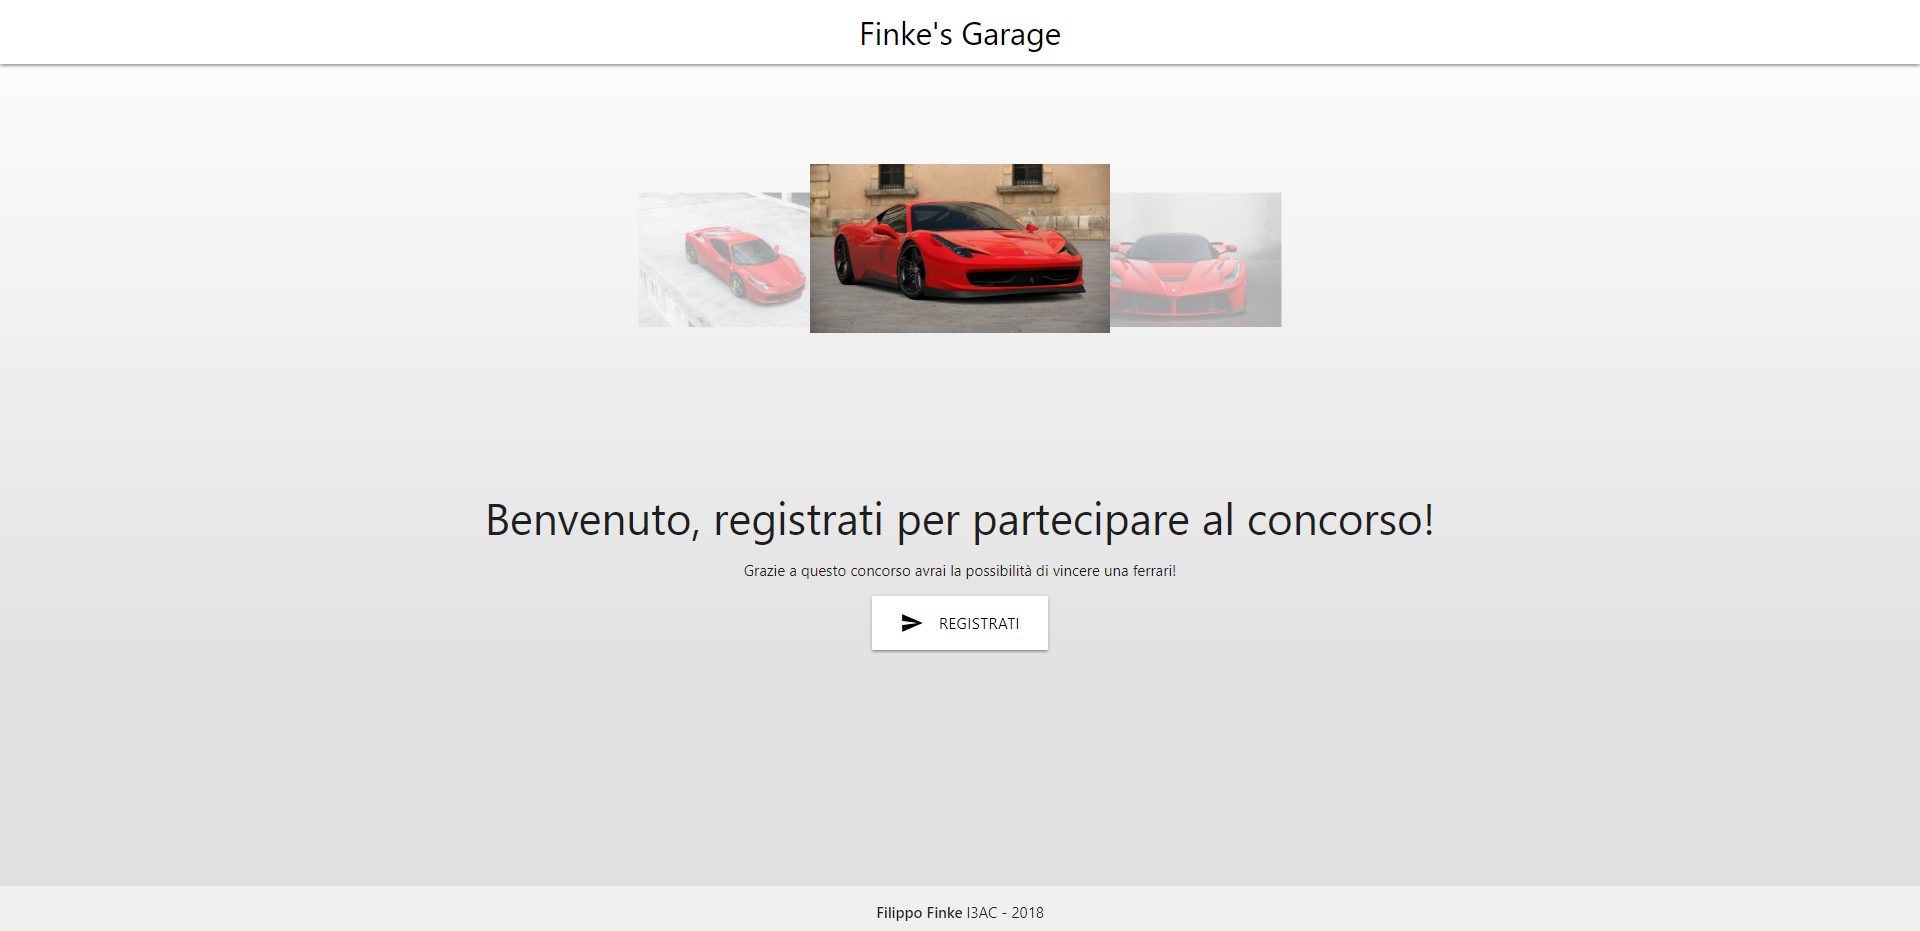 Finke's Garage
Benvenuto, registrati per partecipare al concorso!
Grazie a questo concorso avrai la possibilità di vincere una ferrari!
REGISTRATI
Filippo Finke I3AC - 2018